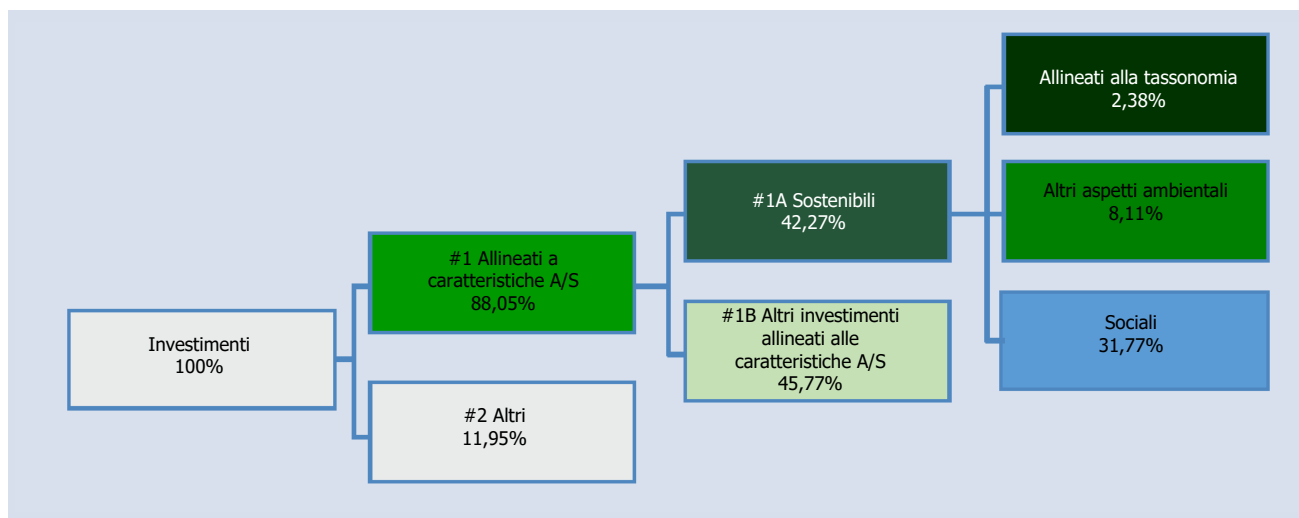 Investimenti
100%
#1 Allineati a
caratteristiche A/S
88,05%
#2 Altri
11,95%
#1A Sostenibili
42,27%
#1B Altri investimenti
allineati alle
caratteristiche A/S
45,77%
Allineati alla tassonomia
2,38%
Altri aspetti ambientali
8,11%
Sociali
31,77%